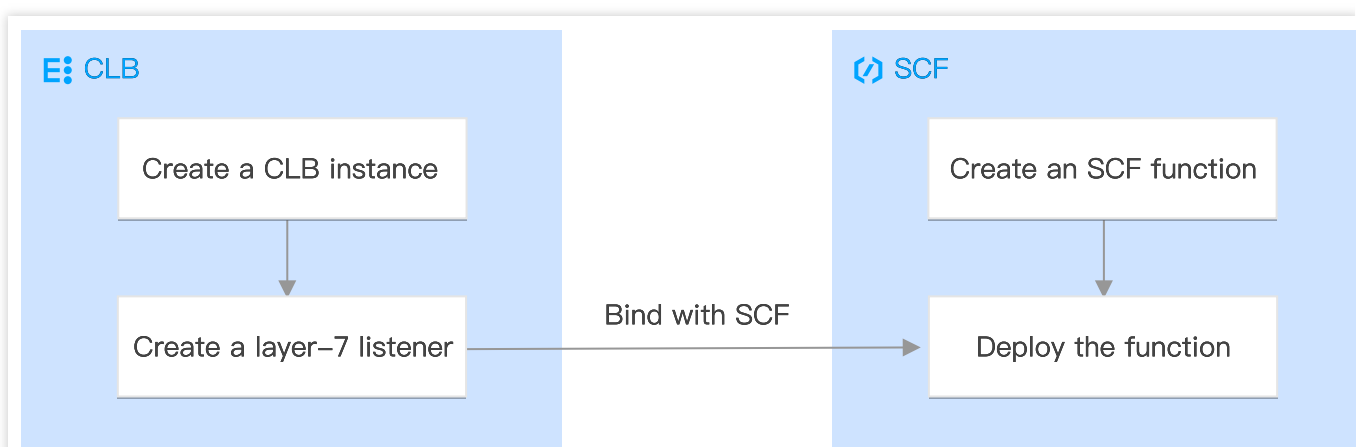 CLB
Create a CLB instance
Create a layer-7 listener
Bind with SCF
SCF
Create an SCF function
Deploy the function